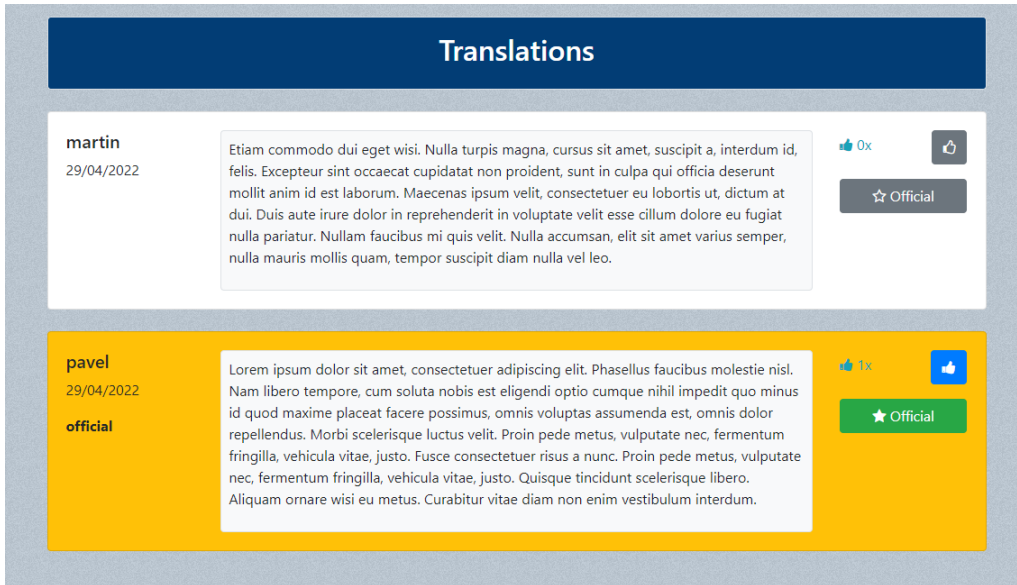 Translations
martin
29/04/2022
Etiam commodo dui eget wisi. Nulla turpis magna, cursus sit amet, suscipit a, interdum id,
felis. Excepteur sint occaecat cupidatat non proident, sunt in culpa qui officia deserunt
mollit anim id est laborum. Maecenas ipsum velit, consectetuer eu lobortis ut, dictum at
dui. Duis aute irure dolor in reprehenderit in voluptate velit esse cillum dolore eu fugiat
nulla pariatur. Nullam faucibus mi quis velit. Nulla accumsan, elit sit amet varius semper,
nulla mauris mollis quam, tempor suscipit diam nulla vel leo.
0x
Official
pavel
29/04/2022
official
Lorem ipsum dolor sit amet, consectetuer adipiscing elit. Phasellus faucibus molestie nisl.
Nam libero tempore, cum soluta nobis est eligendi optio cumque nihil impedit quo minus
id quod maxime placeat facere possimus, omnis voluptas assumenda est, omnis dolor
repellendus. Morbi scelerisque luctus velit. Proin pede metus, vulputate nec, fermentum
fringilla, vehicula vitae, justo. Fusce consectetuer risus a nunc. Proin pede metus, vulputate
nec, fermentum fringilla, vehicula vitae, justo. Quisque tincidunt scelerisque libero.
Aliquam ornare wisi eu metus. Curabitur vitae diam non enim vestibulum interdum.
1x
Official